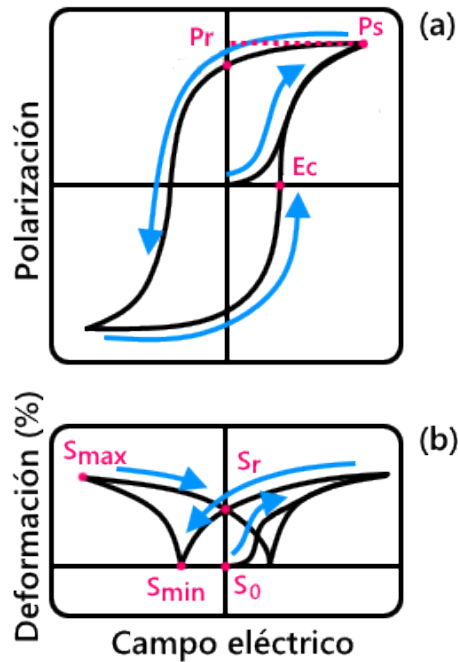 (a)
Pr
Ps
Ec
Polarización
(b)
Smax
Sr
Smin
S0
Deformación (%)
Campo eléctrico